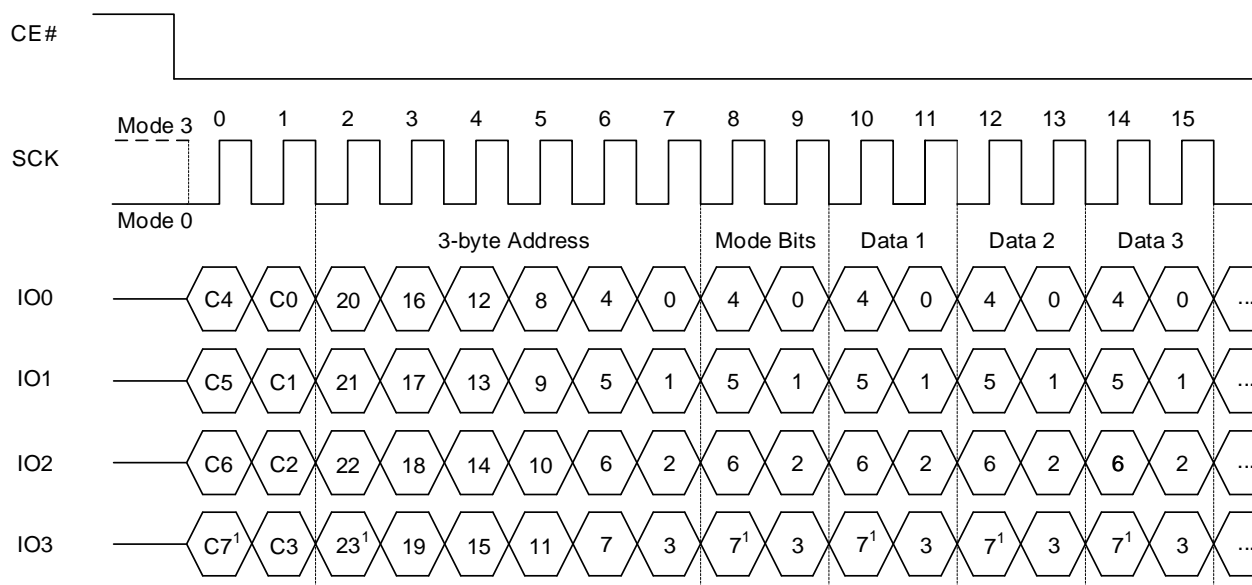 CE#
Mode 3 0 1 2 3 4 5 6 7 8 9 10 11 12 13 14 15
SCK
Mode 0
3-byte Address Mode Bits Data 1 Data 2 Data 3
IO0 C4 C0 20 16 12 8 4 0 4 0 4 0 4 0 4 0 ...
IO1 C5 C1 21 17 13 9 5 1 5 1 5 1 5 1 5 1 ...
IO2 C6 C2 22 18 14 10 6 2 6 2 6 2 6 2 6 2 ...
IO3 C7¹ C3 23¹ 19 15 11 7 3 7¹ 3 7¹ 3 7¹ 3 7¹ 3 ...